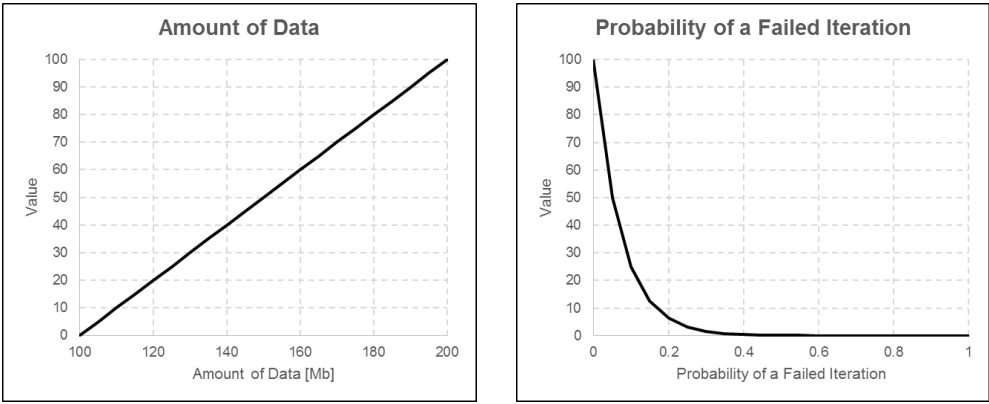 Amount of Data
100
90
80
70
60
50
40
30
20
10
0
Value
100 120 140 160 180 200
Amount of Data [Mb]
Probability of a Failed Iteration
100
90
80
70
60
50
40
30
20
10
0
Value
0 0.2 0.4 0.6 0.8 1
Probability of a Failed Iteration